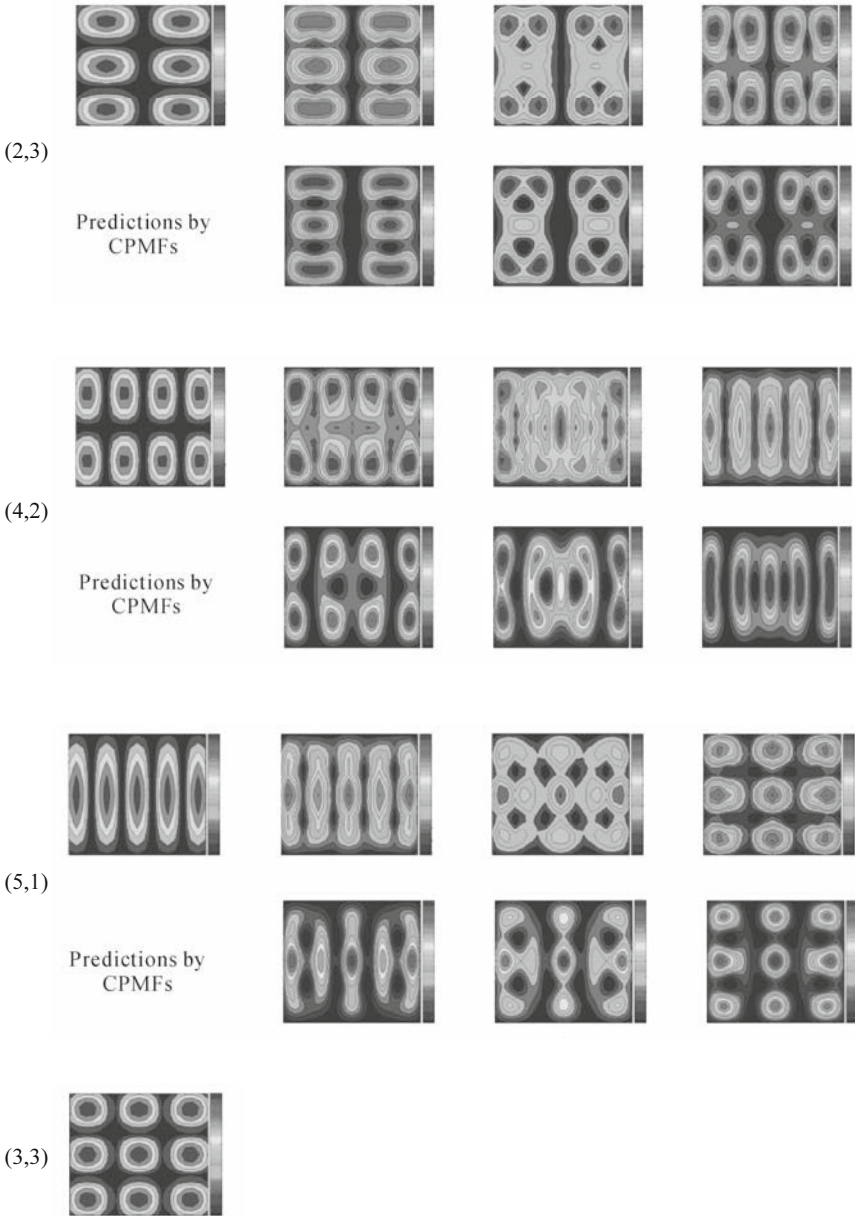 (2,3)
Predictions by
CPMFs
(4,2)
Predictions by
CPMFs
(5,1)
Predictions by
CPMFs
(3,3)